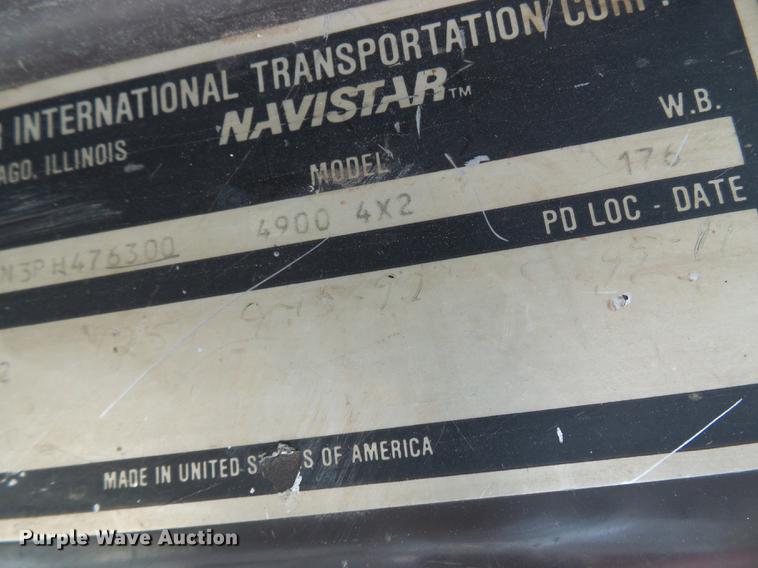 R INTERNATIONAL TRANSPORTATION CORP.
NAVISTAR™
AGO, ILLINOIS
MODEL
W.B.
N3PH476300
4900 4X2
176
PD LOC - DATE
2
MADE IN UNITED OF AMERICA
Purple Wave Auction